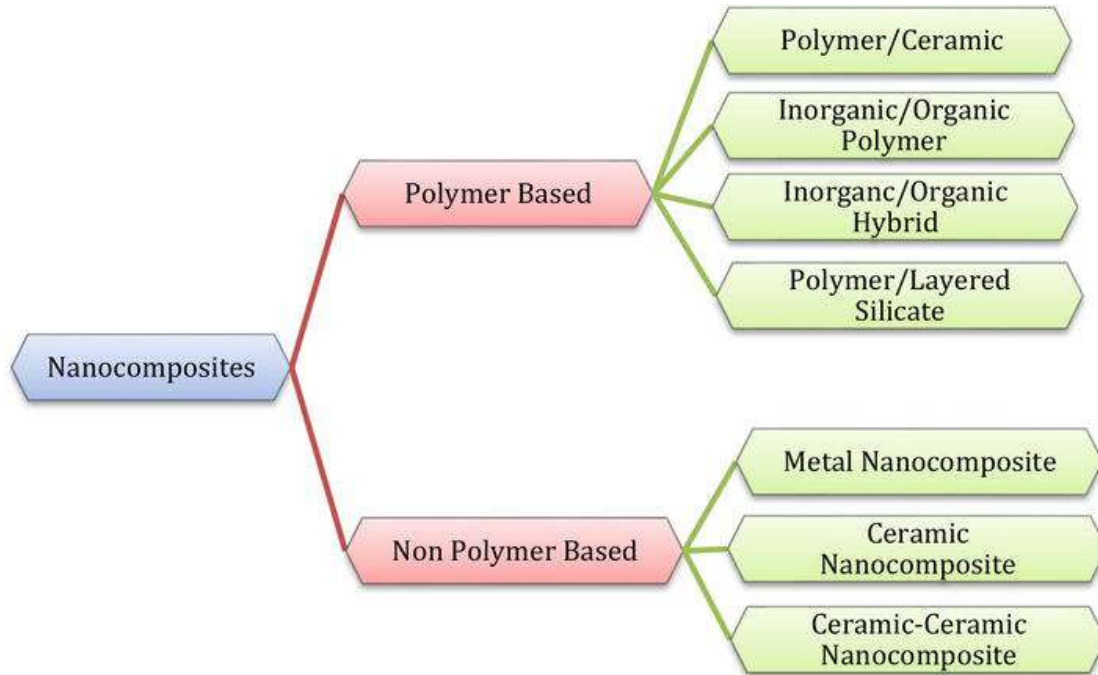 Polymer/Ceramic
Inorganic/Organic
Polymer
Polymer Based
Inorganc/Organic
Hybrid
Polymer/Layered
Silicate
Nanocomposites
Metal Nanocomposite
Non Polymer Based
Ceramic
Nanocomposite
Ceramic-Ceramic
Nanocomposite